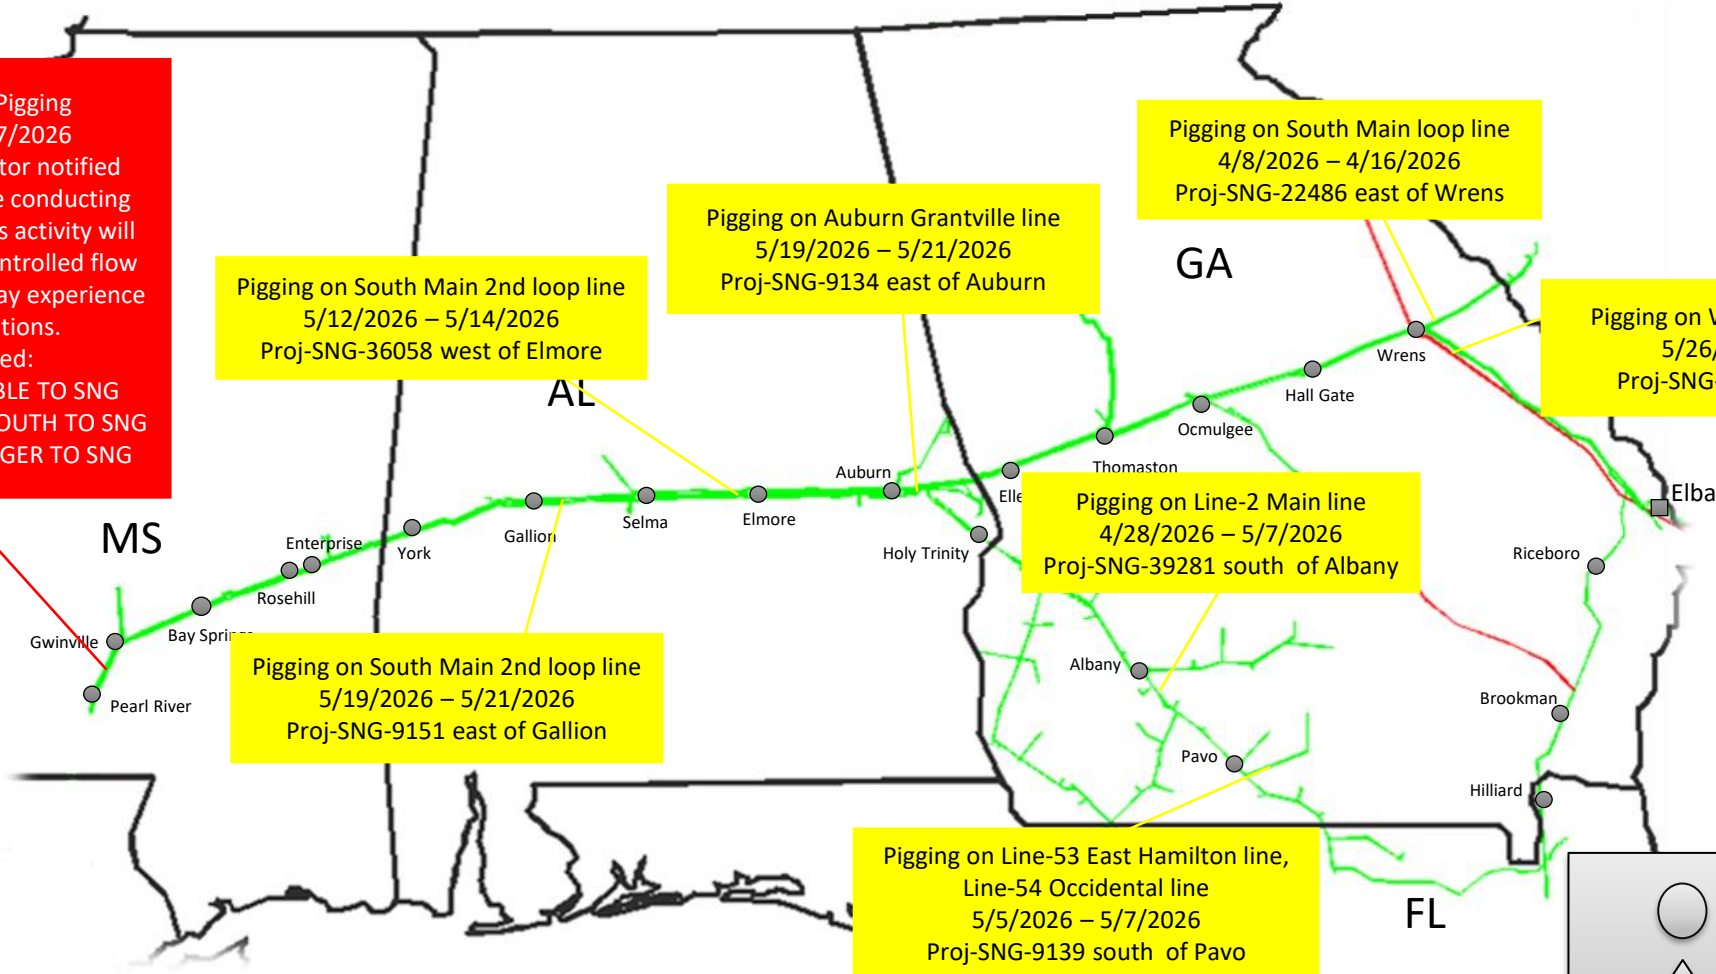 Pigging
7/2026
tor notified
e conducting
s activity will
ntrolled flow
ay experience
tions.
ed:
BLE TO SNG
OUTH TO SNG
GER TO SNG
Pigging on South Main loop line
4/8/2026 – 4/16/2026
Proj-SNG-22486 east of Wrens
Pigging on Auburn Grantville line
5/19/2026 – 5/21/2026
Proj-SNG-9134 east of Auburn
GA
Pigging on South Main 2nd loop line
5/12/2026 – 5/14/2026
Proj-SNG-36058 west of Elmore
Pigging on W
5/26/
Proj-SNG-
AL
Wrens
Hall Gate
Ocmulgee
Thomaston
Elle
Auburn
Elmore
Selma
Gallion
York
Enterprise
Rosehill
Bay Springs
Gwinville
Pearl River
MS
Holy Trinity
Pigging on Line-2 Main line
4/28/2026 – 5/7/2026
Proj-SNG-39281 south  of Albany
Elba
Riceboro
Albany
Brookman
Pavo
Hilliard
Pigging on South Main 2nd loop line
5/19/2026 – 5/21/2026
Proj-SNG-9151 east of Gallion
Pigging on Line-53 East Hamilton line,
Line-54 Occidental line
5/5/2026 – 5/7/2026
Proj-SNG-9139 south  of Pavo
FL